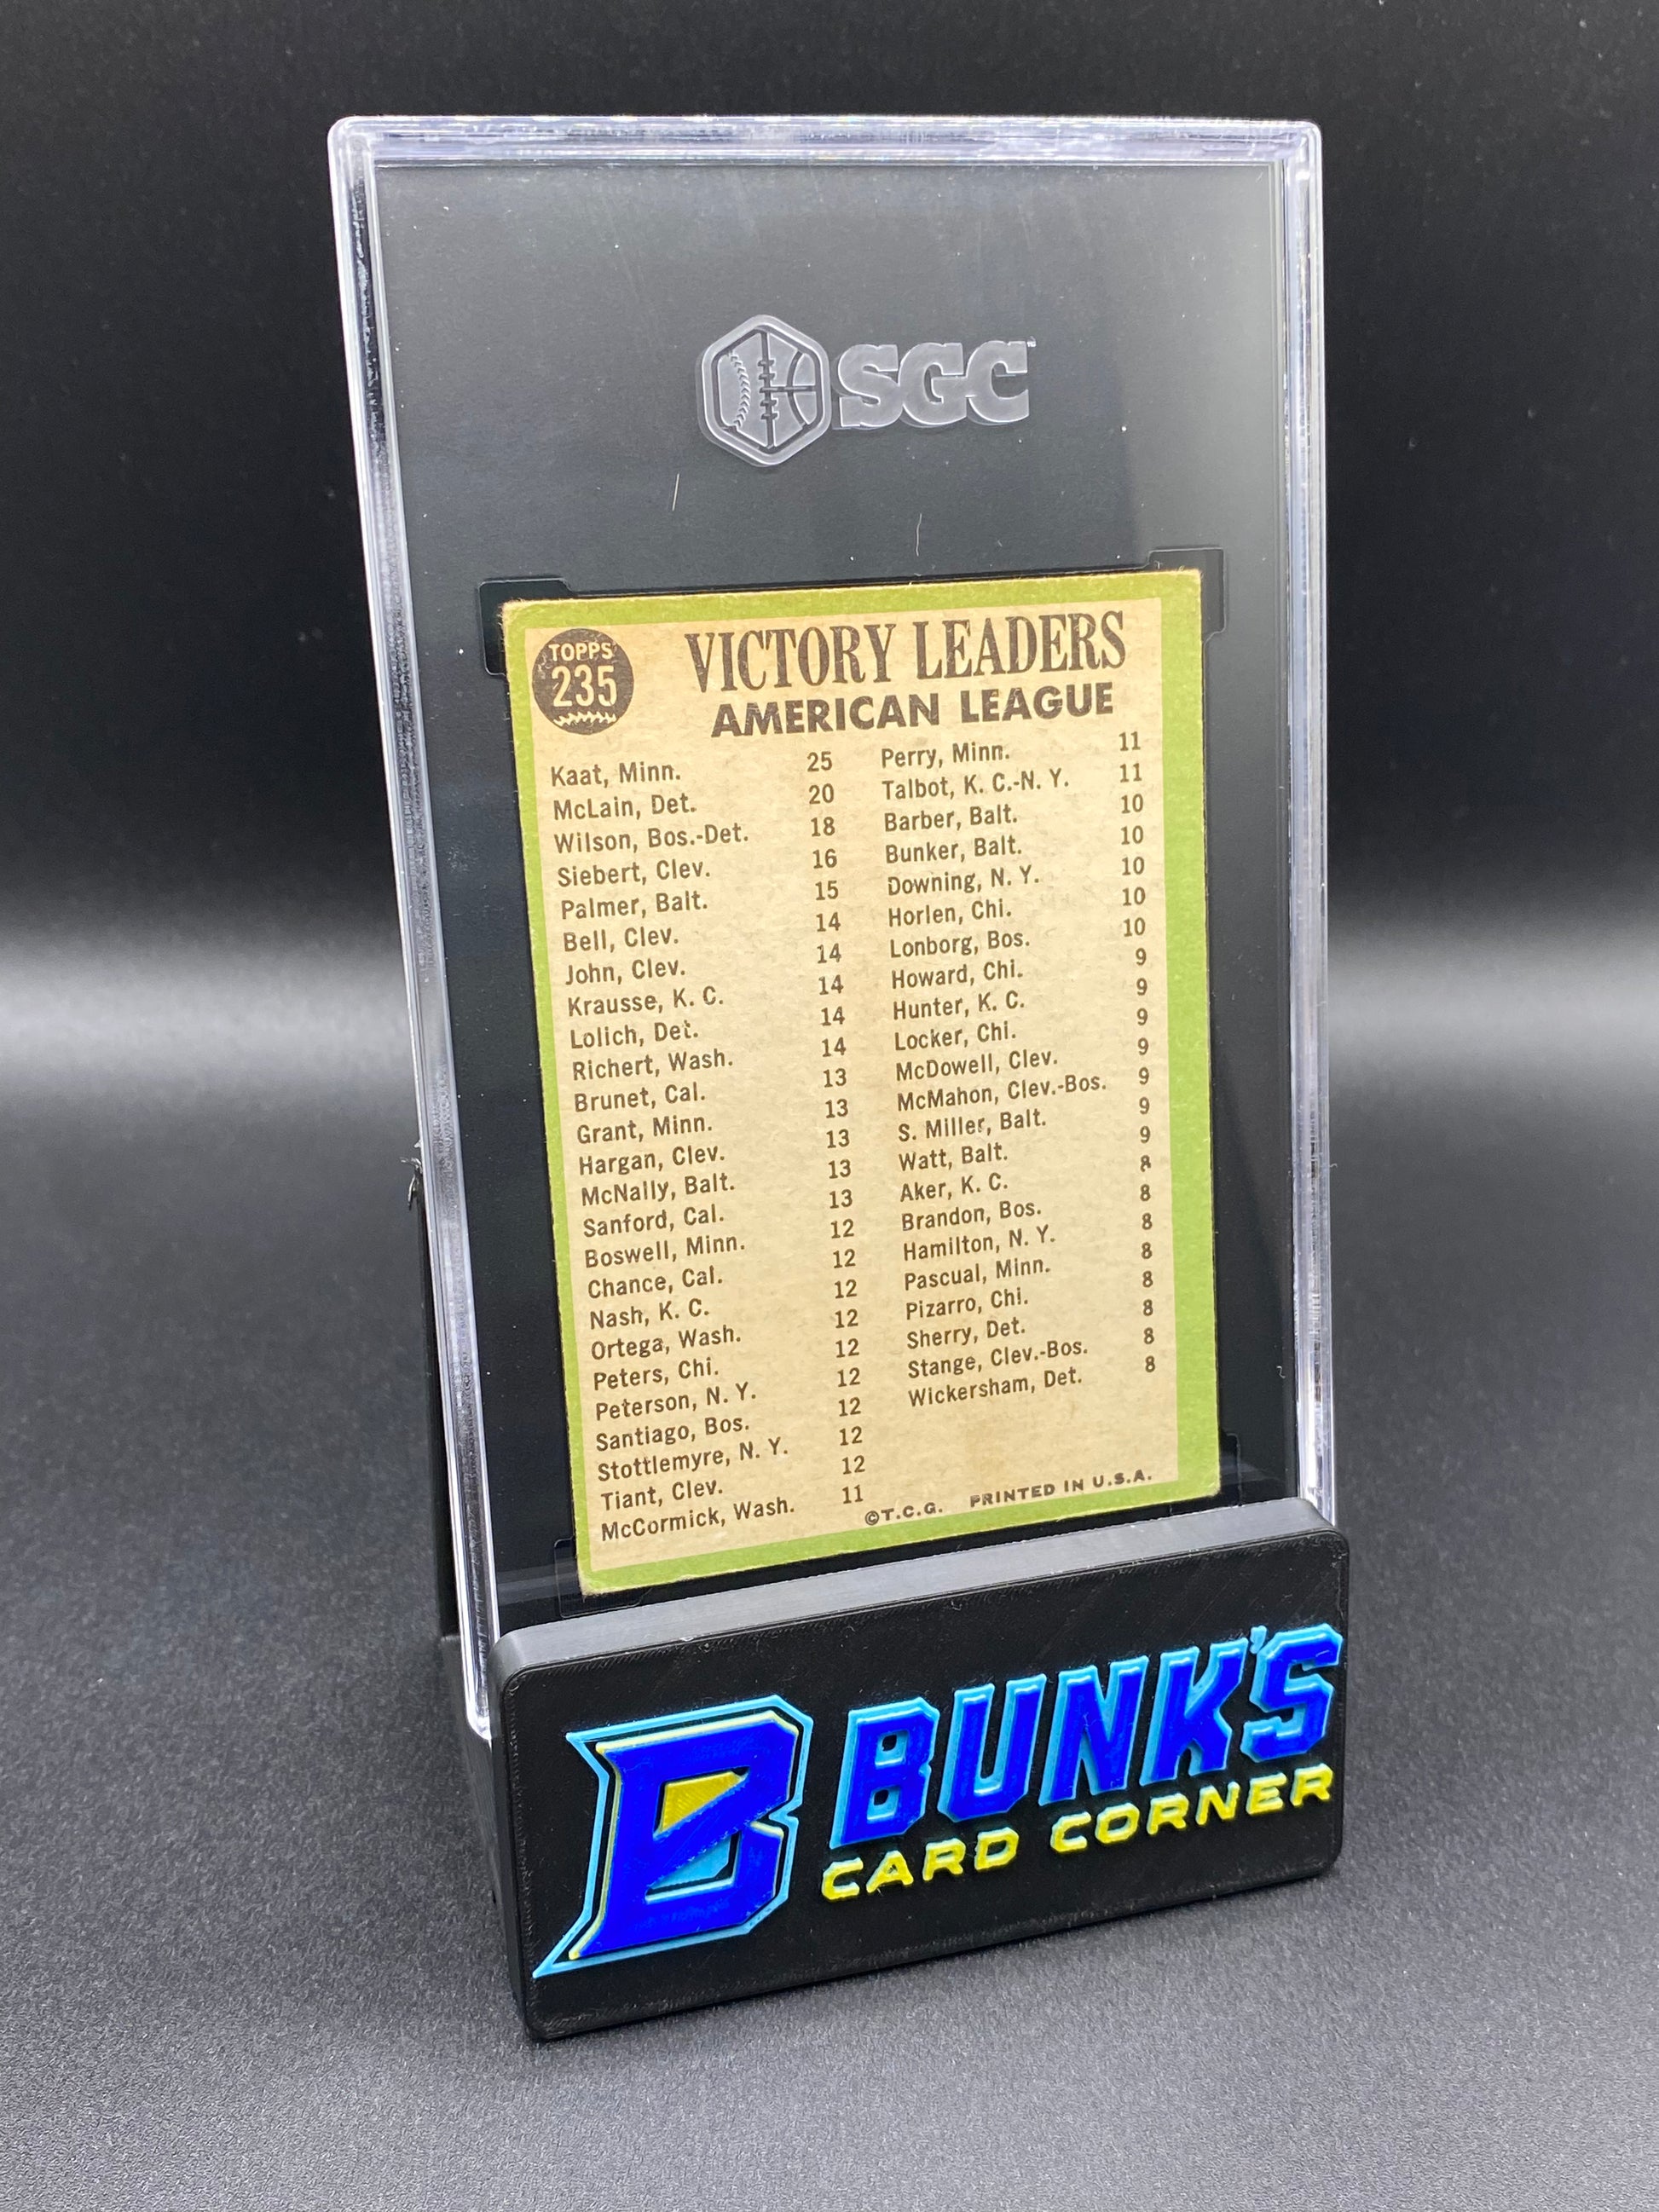 SGC™
TOPPS
235
VICTORY LEADERS
AMERICAN LEAGUE
Kaat, Minn. 25
McLain, Det. 20
Wilson, Bos.-Det. 18
Siebert, Clev. 16
Palmer, Balt. 15
Bell, Clev. 14
John, Clev. 14
Krausse, K. C. 14
Lolich, Det. 14
Richert, Wash. 14
Brunet, Cal. 13
Grant, Minn. 13
Hargan, Clev. 13
McNally, Balt. 13
Sanford, Cal. 13
Boswell, Minn. 12
Chance, Cal. 12
Nash, K. C. 12
Ortega, Wash. 12
Peters, Chi. 12
Peterson, N. Y. 12
Santiago, Bos. 12
Stottlemyre, N. Y. 12
Tiant, Clev. 12
McCormick, Wash. 11
Perry, Minn. 11
Talbot, K. C.-N. Y. 11
Barber, Balt. 10
Bunker, Balt. 10
Downing, N. Y. 10
Horlen, Chi. 10
Lonborg, Bos. 10
Howard, Chi. 9
Hunter, K. C. 9
Locker, Chi. 9
McDowell, Clev. 9
McMahon, Clev.-Bos. 9
S. Miller, Balt. 9
Watt, Balt. 9
Aker, K. C. 8
Brandon, Bos. 8
Hamilton, N. Y. 8
Pascual, Minn. 8
Pizarro, Chi. 8
Sherry, Det. 8
Stange, Clev.-Bos. 8
Wickersham, Det. 8
©T.C.G. PRINTED IN U.S.A.
B BUNK'S
CARD CORNER